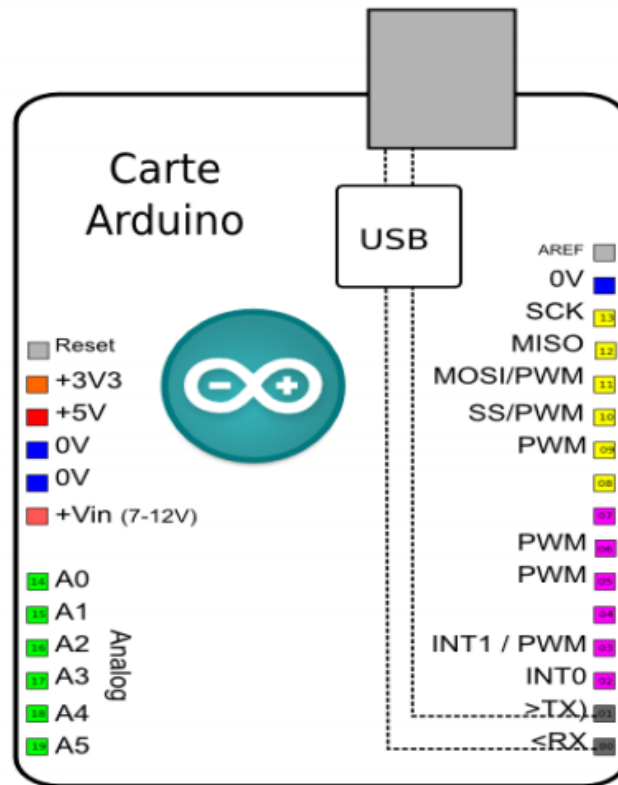 Carte
Arduino
USB
Reset
+3V3
+5V
0V
0V
+Vin (7-12V)
14 A0
15 A1
16 A2
17 A3
18 A4
19 A5
Analog
AREF
0V
SCK 13
MISO 12
MOSI/PWM 11
SS/PWM 10
PWM 09
08
07
PWM 06
PWM 05
04
INT1 / PWM 03
INT0 02
>TX) 01
<RX 00